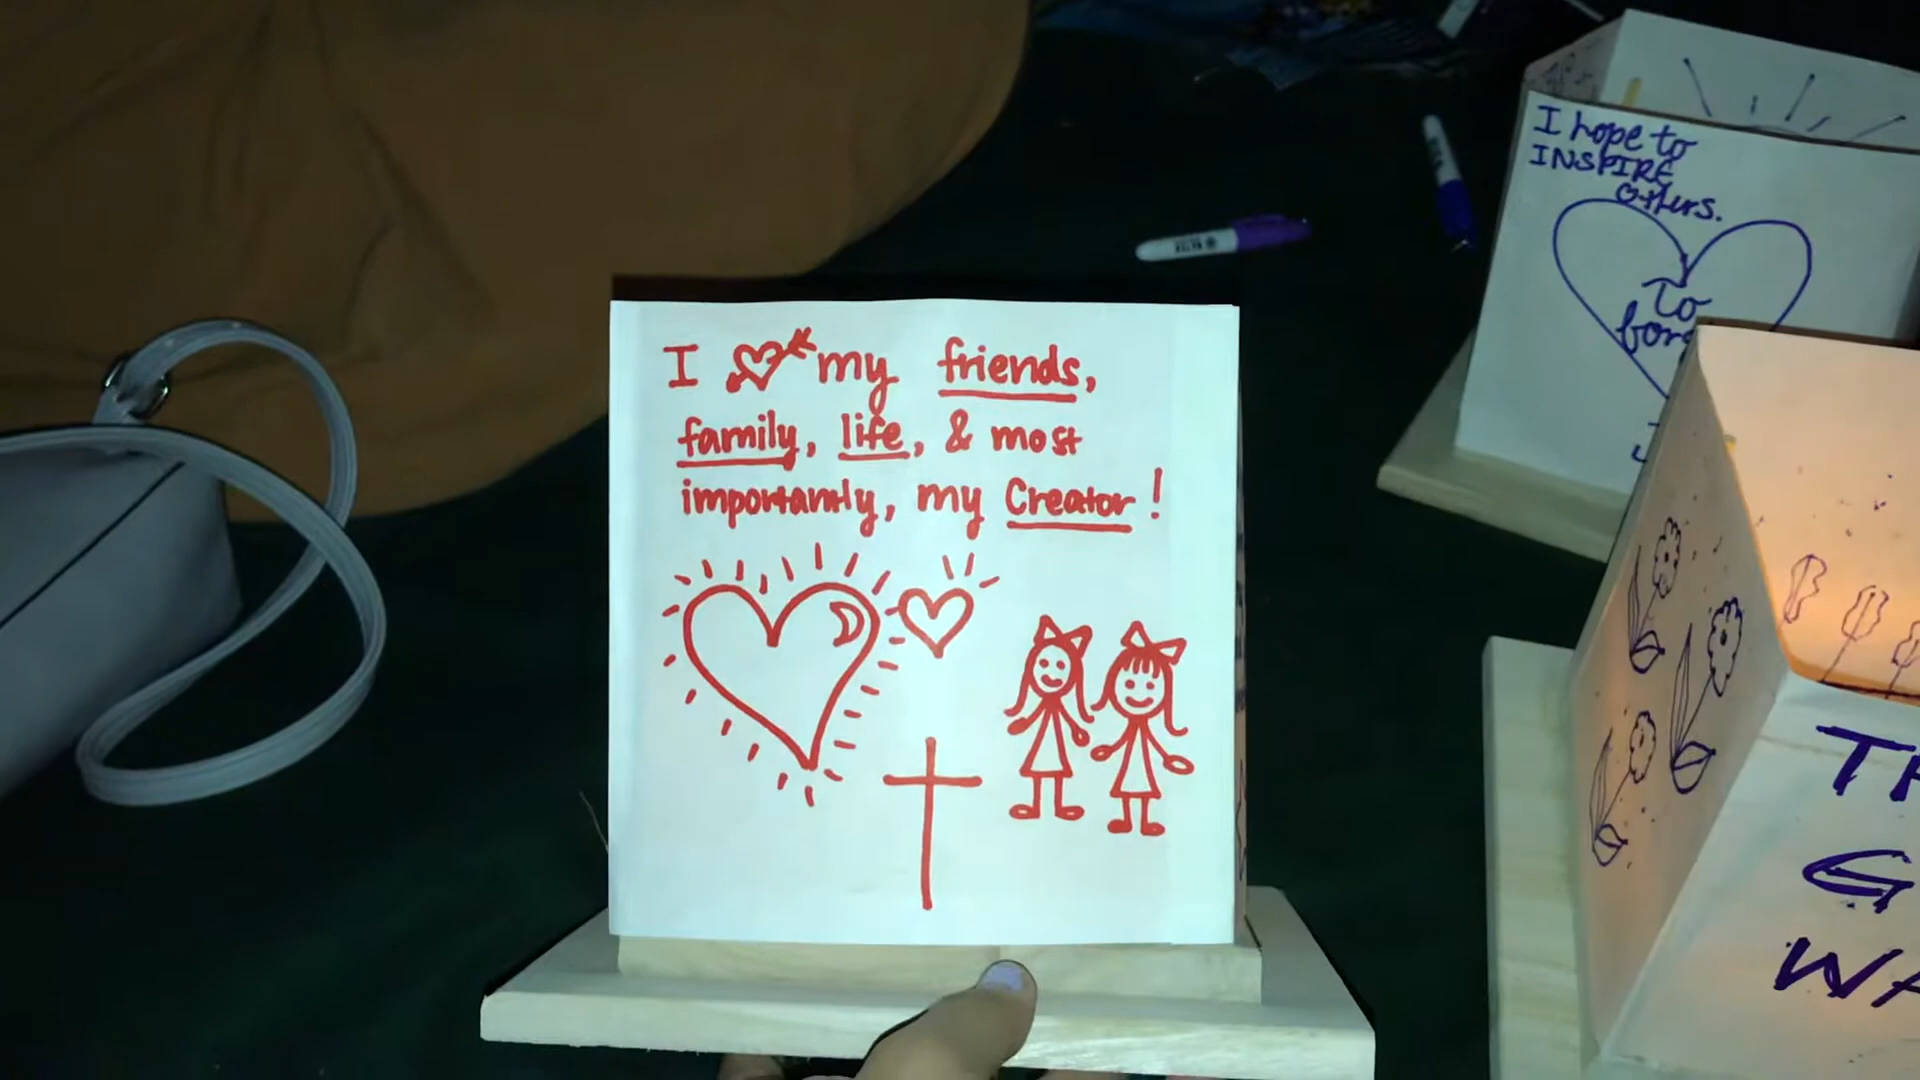 I my friends,
family, life, & most
importantly, my Creator!
I hope to
INSPIRE
others.
To